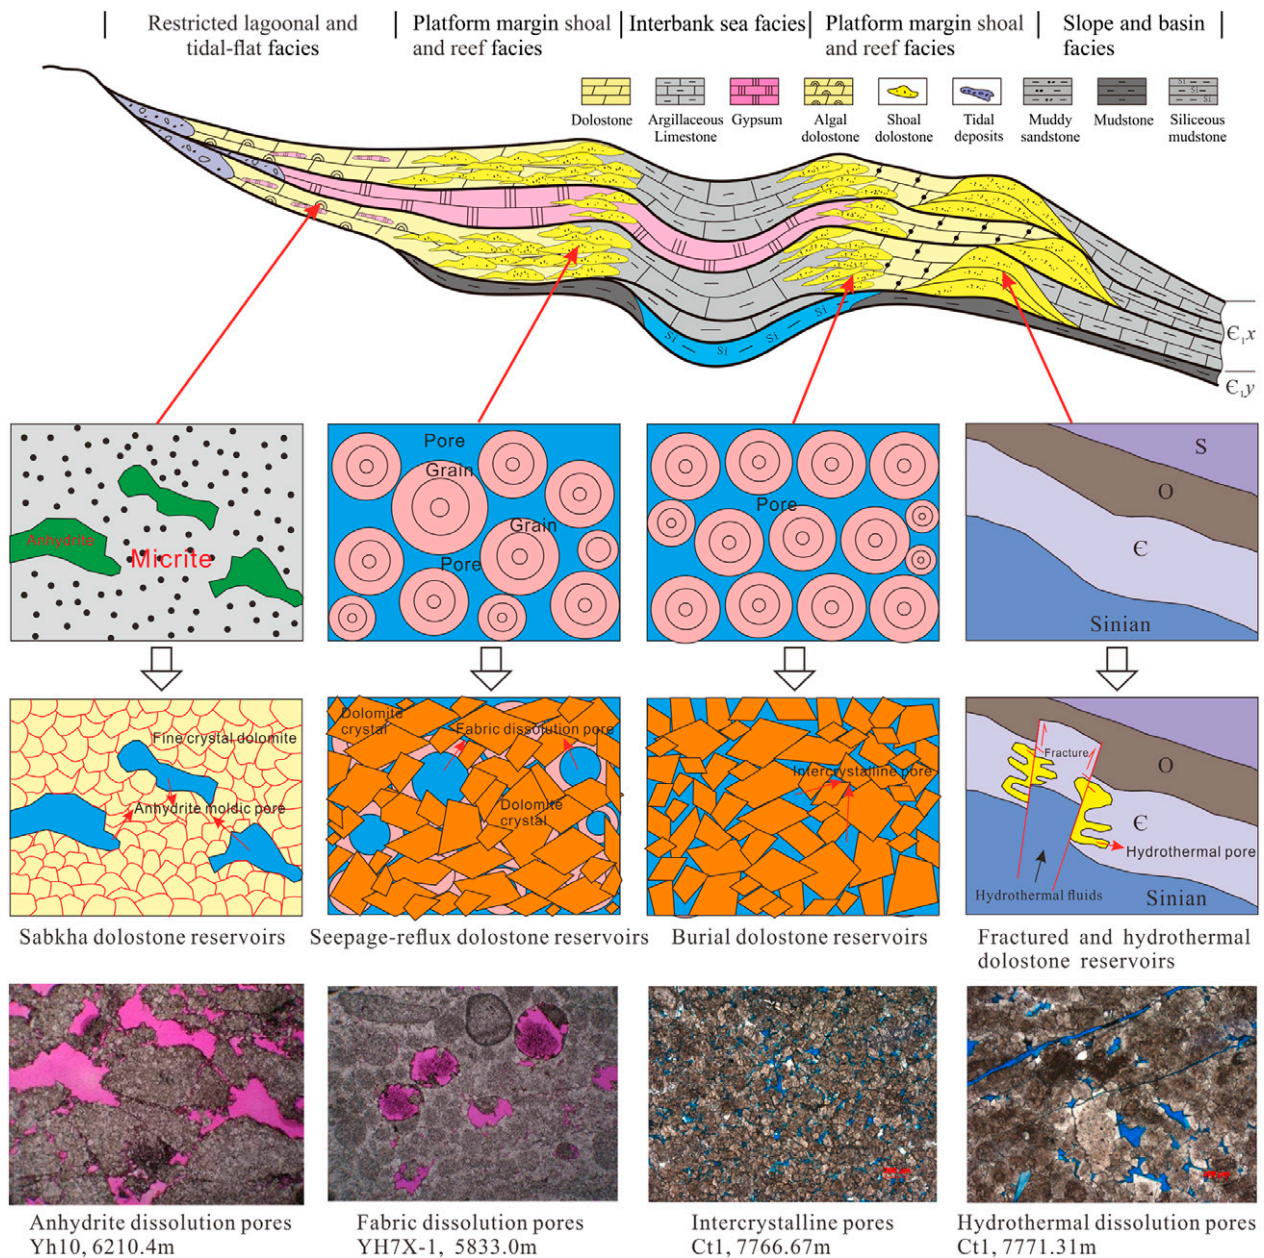 Restricted lagoonal and
tidal-flat facies
Platform margin shoal
and reef facies
Interbank sea facies
Platform margin shoal
and reef facies
Slope and basin
facies
Si
Dolostone
Argillaceous
Limestone
Gypsum
Algal
dolostone
Shoal
dolostone
Tidal
deposits
Muddy
sandstone
Mudstone
Siliceous
mudstone
Si
Si
Si
Si
Є₁x
Є₁y
Anhydrite
Micrite
Pore
Grain
Grain
Pore
Pore
S
O
Є
Sinian
Fine crystal dolomite
Anhydrite moldic pore
Dolomite
crystal
Fabric dissolution pore
Dolomite
crystal
Intercrystalline pore
Fracture
O
Є
Hydrothermal pore
Hydrothermal fluids
Sinian
Sabkha dolostone reservoirs
Seepage-reflux dolostone reservoirs
Burial dolostone reservoirs
Fractured and hydrothermal
dolostone reservoirs
Anhydrite dissolution pores
Yh10, 6210.4m
Fabric dissolution pores
YH7X-1, 5833.0m
Intercrystalline pores
Ct1, 7766.67m
Hydrothermal dissolution pores
Ct1, 7771.31m